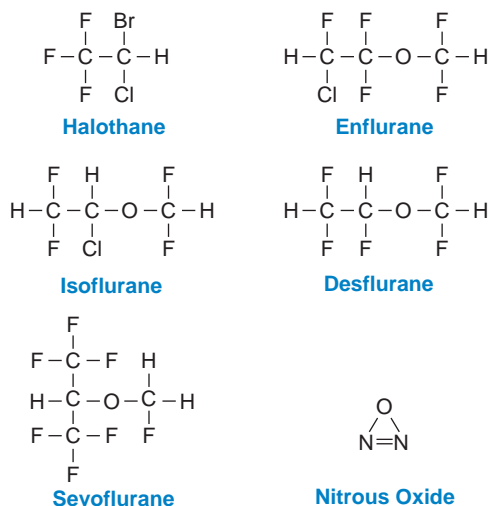 F Br
F–C–C–H
F Cl
Halothane
F F F
H–C–C–O–C–H
Cl F F
Enflurane
F H F
H–C–C–O–C–H
F Cl F
Isoflurane
F H F
H–C–C–O–C–H
F F F
Desflurane
F
F–C–F H
H–C–O–C–H
F–C–F F
F
Sevoflurane
O
N=N
Nitrous Oxide